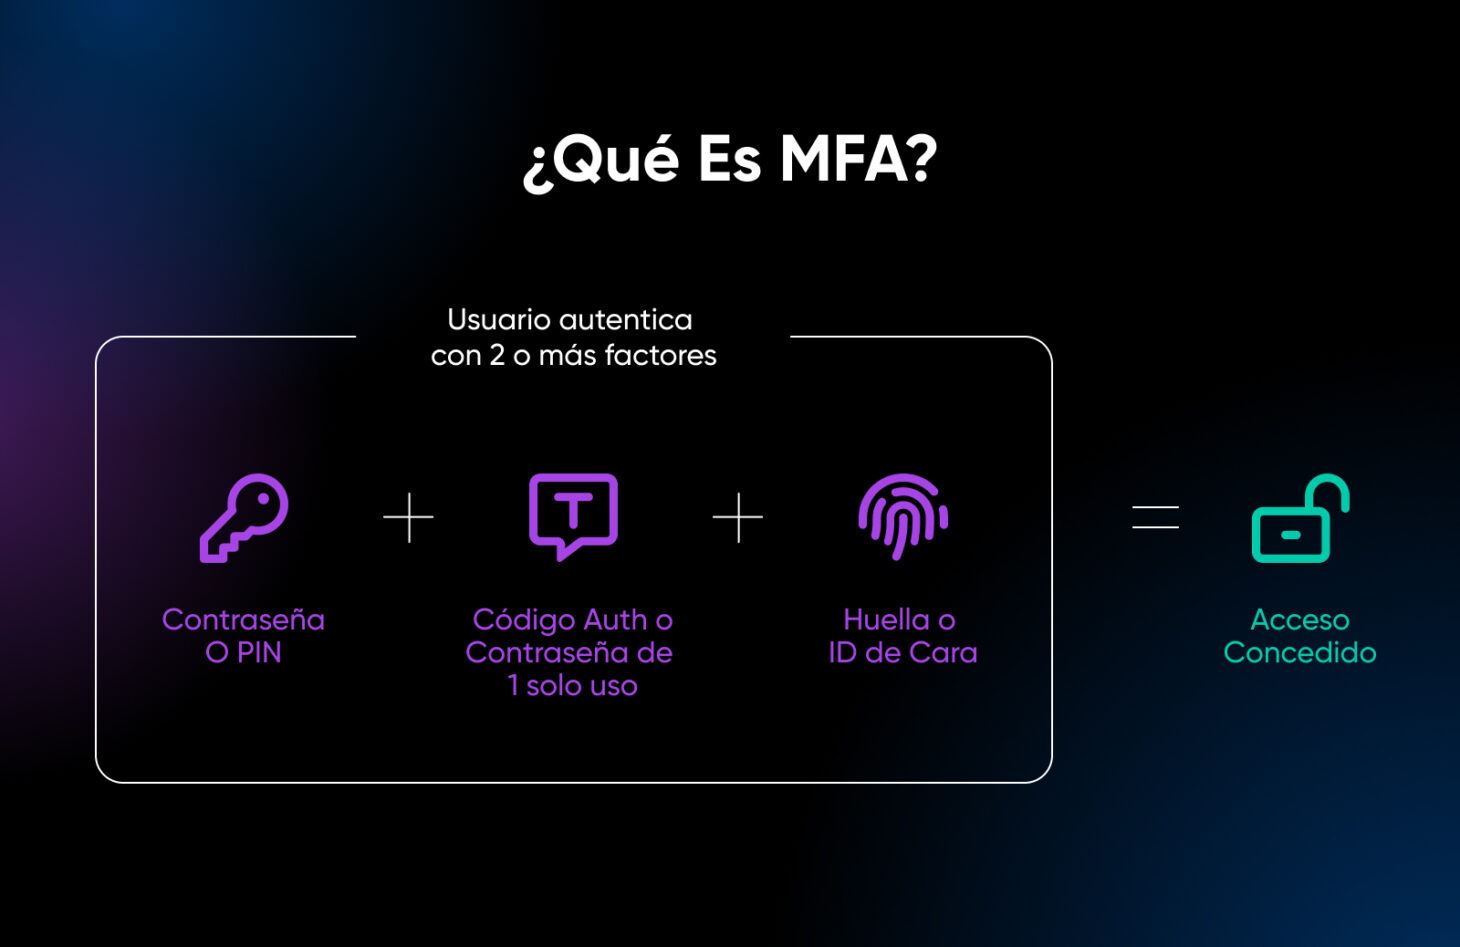 ¿Qué Es MFA?
Usuario autentica
con 2 o más factores
Contraseña
O PIN
T
Código Auth o
Contraseña de
1 solo uso
Huella o
ID de Cara
Acceso
Concedido